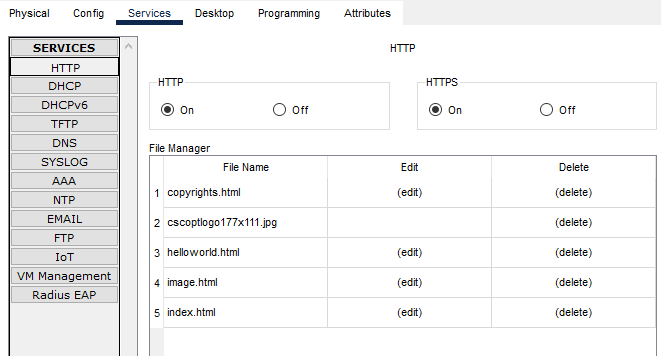 Physical Config Services Desktop Programming Attributes
SERVICES
HTTP
DHCP
DHCPv6
TFTP
DNS
SYSLOG
AAA
NTP
EMAIL
FTP
IoT
VM Management
Radius EAP
HTTP
HTTP
On Off
HTTPS
On Off
File Manager
File Name Edit Delete
1 copyrights.html (edit) (delete)
2 cscoptlogo177x111.jpg (delete)
3 helloworld.html (edit) (delete)
4 image.html (edit) (delete)
5 index.html (edit) (delete)